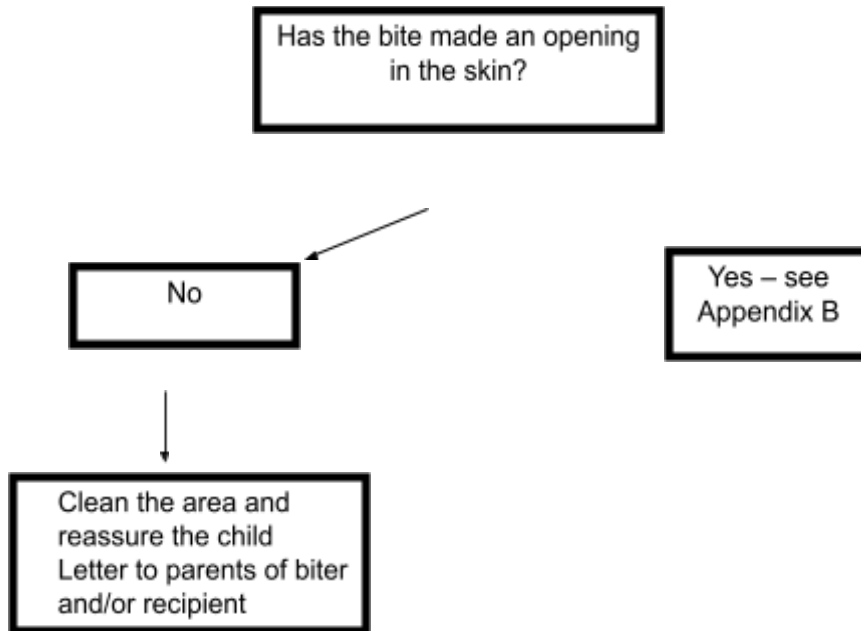 Has the bite made an opening
in the skin?
No
Yes – see
Appendix B
Clean the area and
reassure the child
Letter to parents of biter
and/or recipient